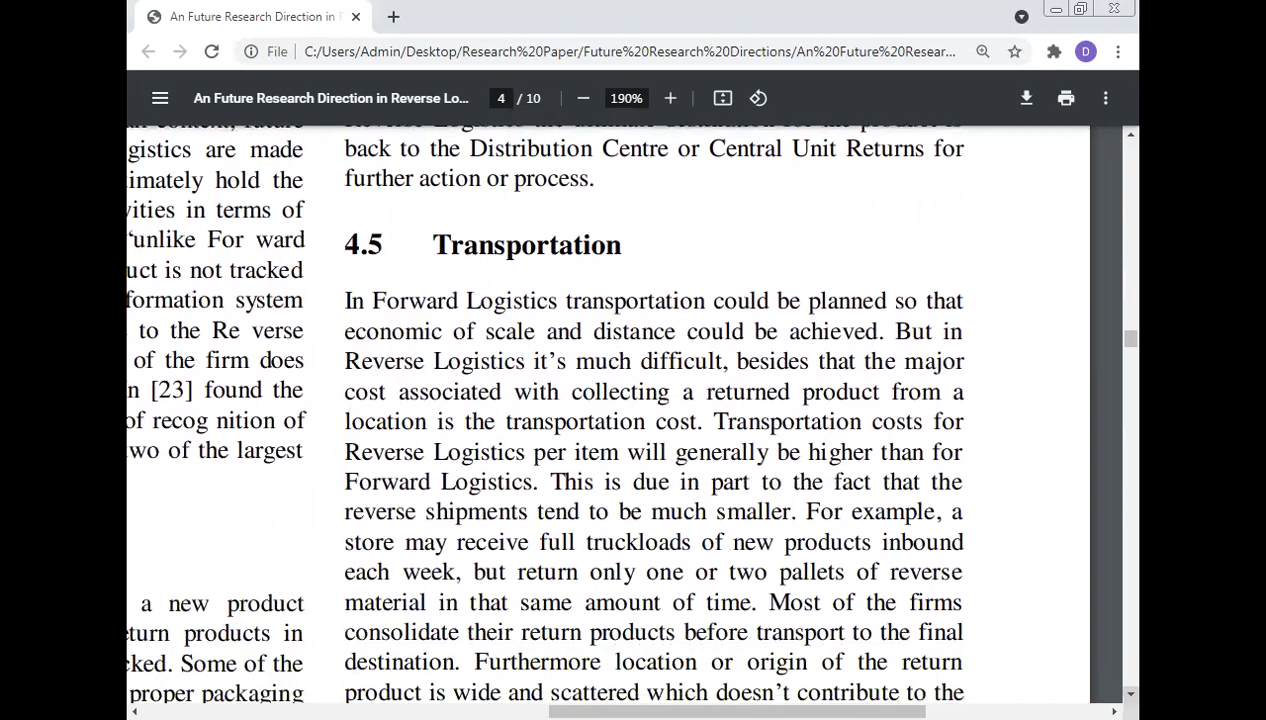 An Future Research Direction in
File C:/Users/Admin/Desktop/Research%20Paper/Future%20Research%20Directions/An%20Future%20Resear...
D
An Future Research Direction in Reverse Lo... 4 / 10 190%
gistics are made
imately hold the
vities in terms of
‘unlike For ward
uct is not tracked
formation system
to the Re verse
of the firm does
n [23] found the
of recog nition of
wo of the largest
a new product
eturn products in
cked. Some of the
proper packaging
back to the Distribution Centre or Central Unit Returns for
further action or process.
4.5 Transportation
In Forward Logistics transportation could be planned so that
economic of scale and distance could be achieved. But in
Reverse Logistics it’s much difficult, besides that the major
cost associated with collecting a returned product from a
location is the transportation cost. Transportation costs for
Reverse Logistics per item will generally be higher than for
Forward Logistics. This is due in part to the fact that the
reverse shipments tend to be much smaller. For example, a
store may receive full truckloads of new products inbound
each week, but return only one or two pallets of reverse
material in that same amount of time. Most of the firms
consolidate their return products before transport to the final
destination. Furthermore location or origin of the return
product is wide and scattered which doesn’t contribute to the